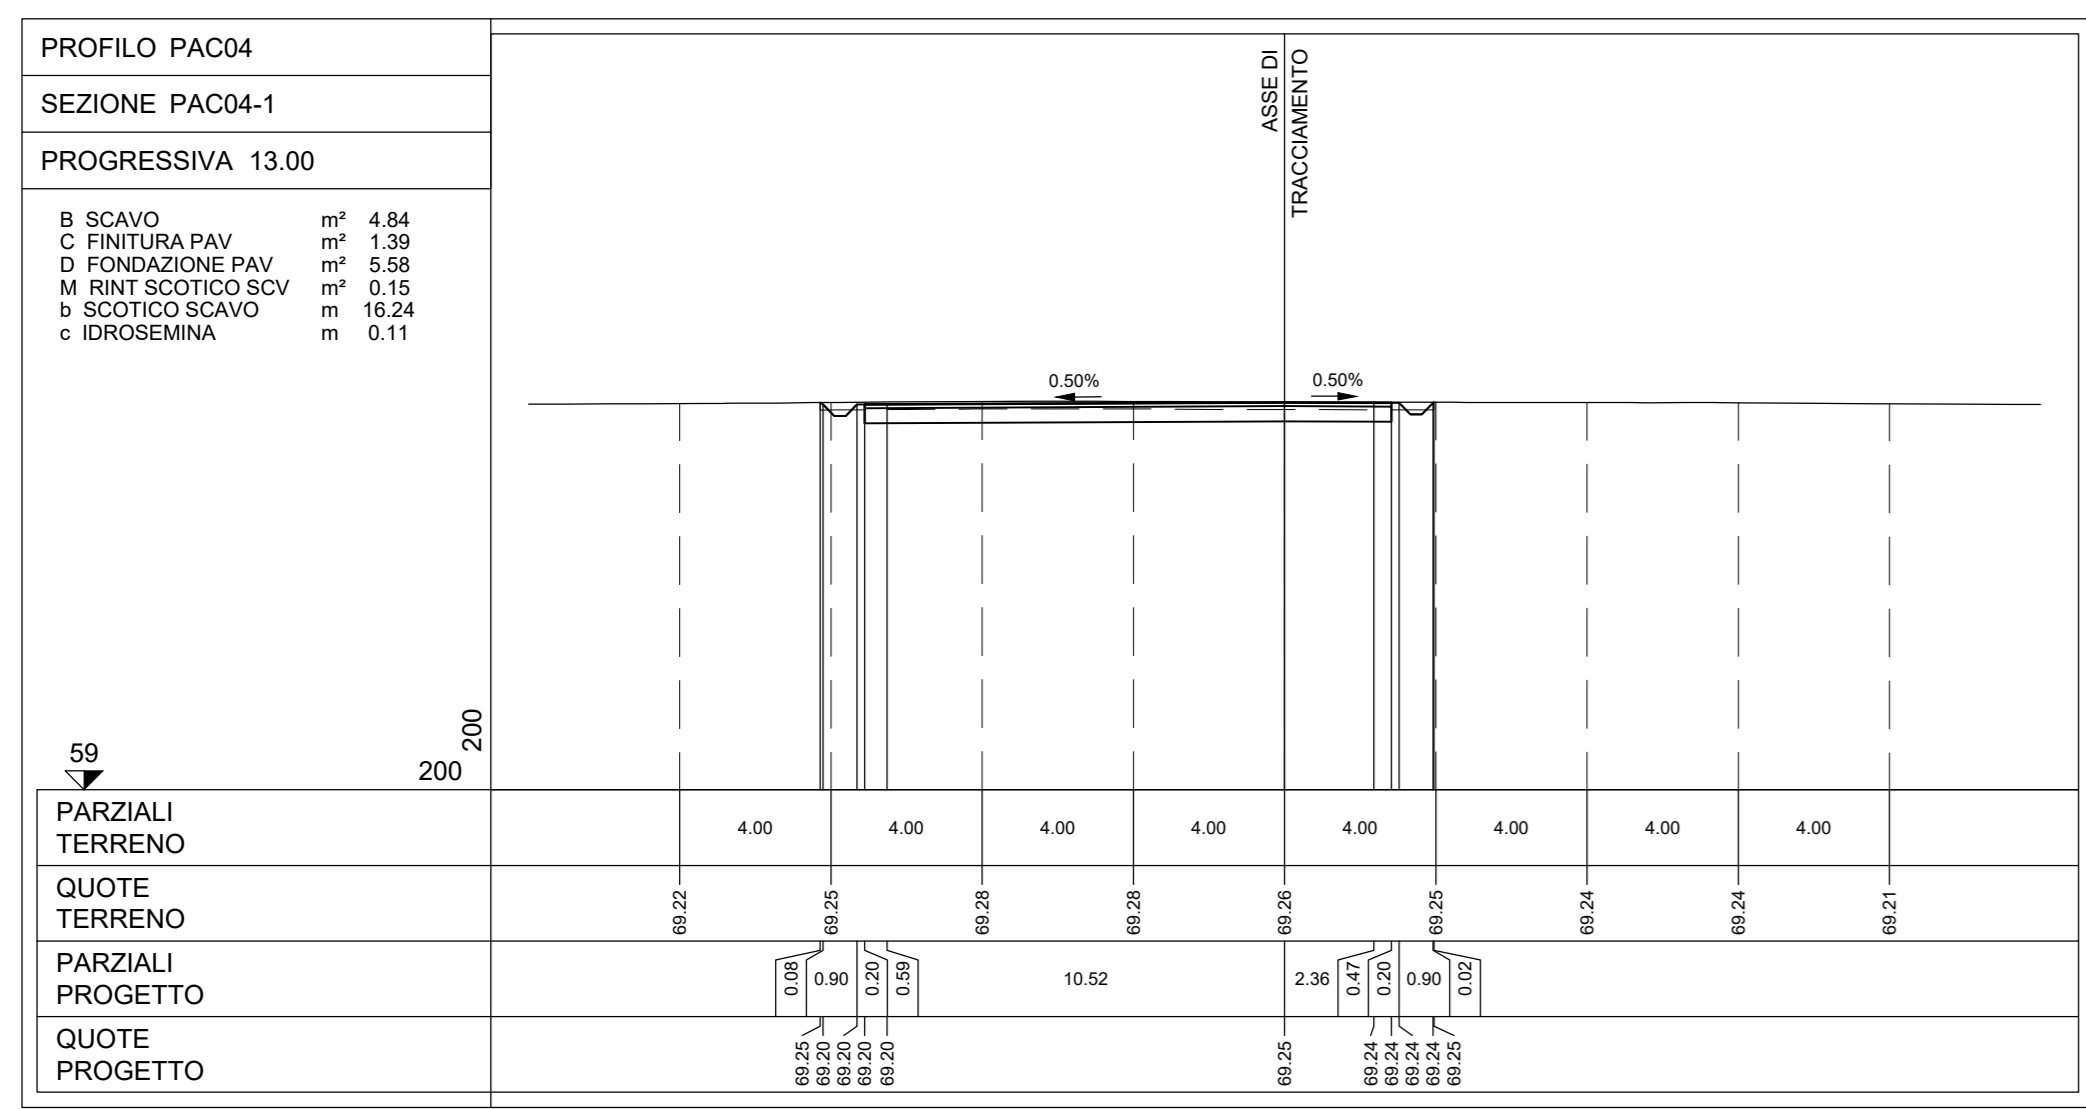 PROFILO PAC04
SEZIONE PAC04-1
PROGRESSIVA 13.00
B SCAVO m² 4.84
C FINITURA PAV m² 1.39
D FONDAZIONE PAV m² 5.58
M RINT SCOTICO SCV m² 0.15
b SCOTICO SCAVO m 16.24
c IDROSEMINA m 0.11
ASSE DI
TRACCIAMENTO
0.50%
0.50%
59
200
200
PARZIALI
TERRENO
4.00 4.00 4.00 4.00 4.00 4.00 4.00 4.00
QUOTE
TERRENO
69.22 69.25 69.28 69.28 69.26 69.25 69.24 69.24 69.21
PARZIALI
PROGETTO
0.08 0.90 0.20 0.59 10.52 2.36 0.47 0.20 0.90 0.02
QUOTE
PROGETTO
69.25 69.20 69.20 69.20 69.20 69.25 69.24 69.24 69.24 69.24 69.25